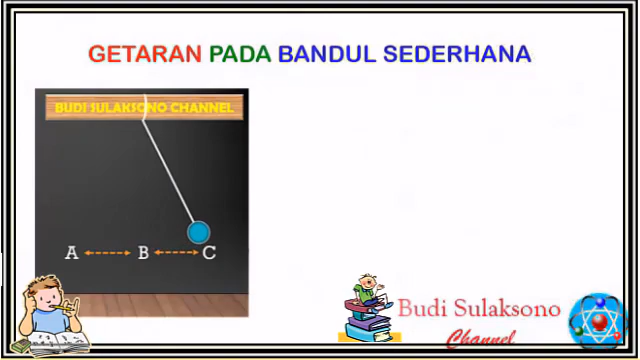 GETARAN PADA BANDUL SEDERHANA
BUDI SULAKSONO CHANNEL
A B C
Budi Sulaksono
Channel